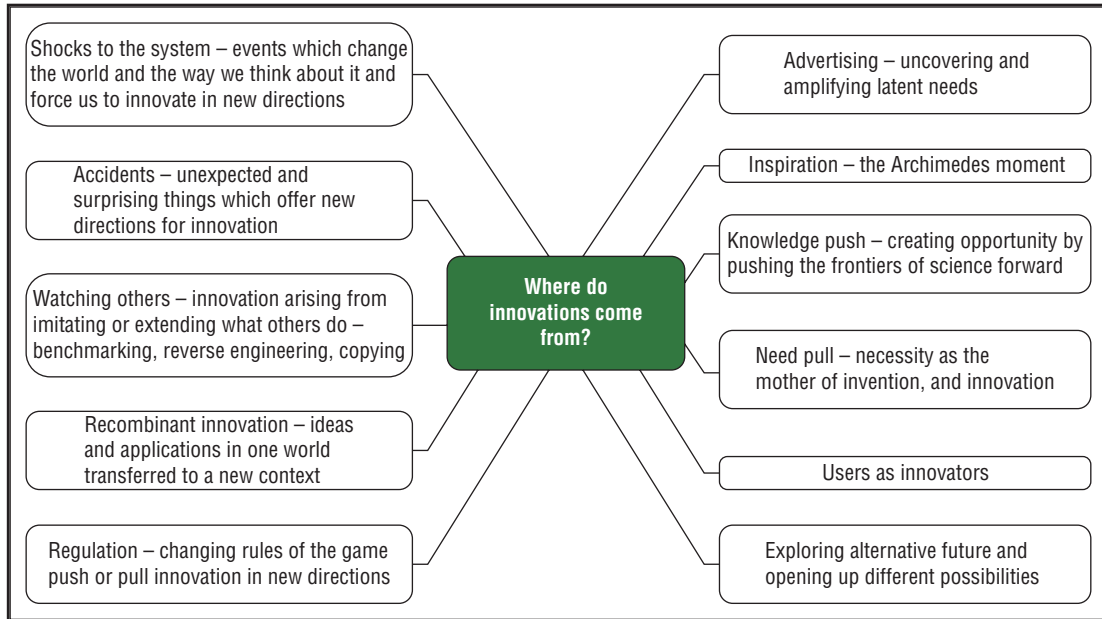 Shocks to the system – events which change
the world and the way we think about it and
force us to innovate in new directions
Accidents – unexpected and
surprising things which offer new
directions for innovation
Watching others – innovation arising from
imitating or extending what others do –
benchmarking, reverse engineering, copying
Recombinant innovation – ideas
and applications in one world
transferred to a new context
Regulation – changing rules of the game
push or pull innovation in new directions
Where do
innovations come
from?
Advertising – uncovering and
amplifying latent needs
Inspiration – the Archimedes moment
Knowledge push – creating opportunity by
pushing the frontiers of science forward
Need pull – necessity as the
mother of invention, and innovation
Users as innovators
Exploring alternative future and
opening up different possibilities